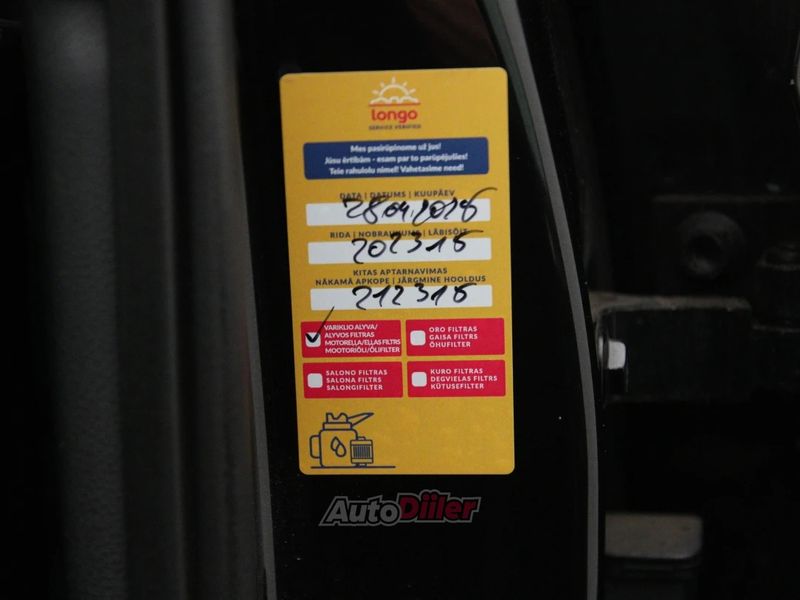 longo
SERVICE VERIFIED
Mes pasirūpinome už jus!
Jūsu ērtībām - esam par to parūpējušies!
Teie rahulolu nimel! Vahetasime need!
DATA | DATUMS | KUUPÄEV
28.04.2026
RIDA | NOBRAUKUMS | LÄBISÕIT
202316
KITAS APTARNAVIMAS
NĀKAMĀ APKOPE | JÄRGMINE HOOLDUS
212316
VARIKLIO ALYVA/
ALYVOS FILTRAS
MOTOREĻĻA/EĻĻAS FILTRS
MOOTORIÕLI/ÕLIFILTER
ORO FILTRAS
GAISA FILTRS
ÕHUFILTER
SALONO FILTRAS
SALONA FILTRS
SALONGIFILTER
KURO FILTRAS
DEGVIELAS FILTRS
KÜTUSEFILTER
AutoDiiler